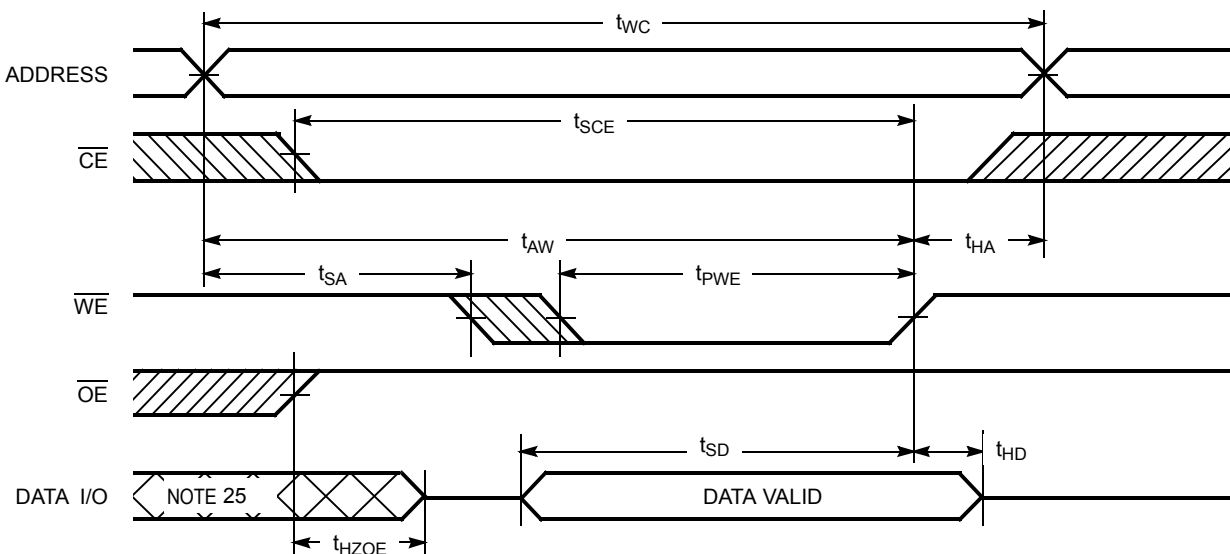 tWC
ADDRESS
tSCE
CE
tAW
tHA
tSA
tPWE
WE
OE
tSD
tHD
DATA I/O
NOTE 25
DATA VALID
tHZOE